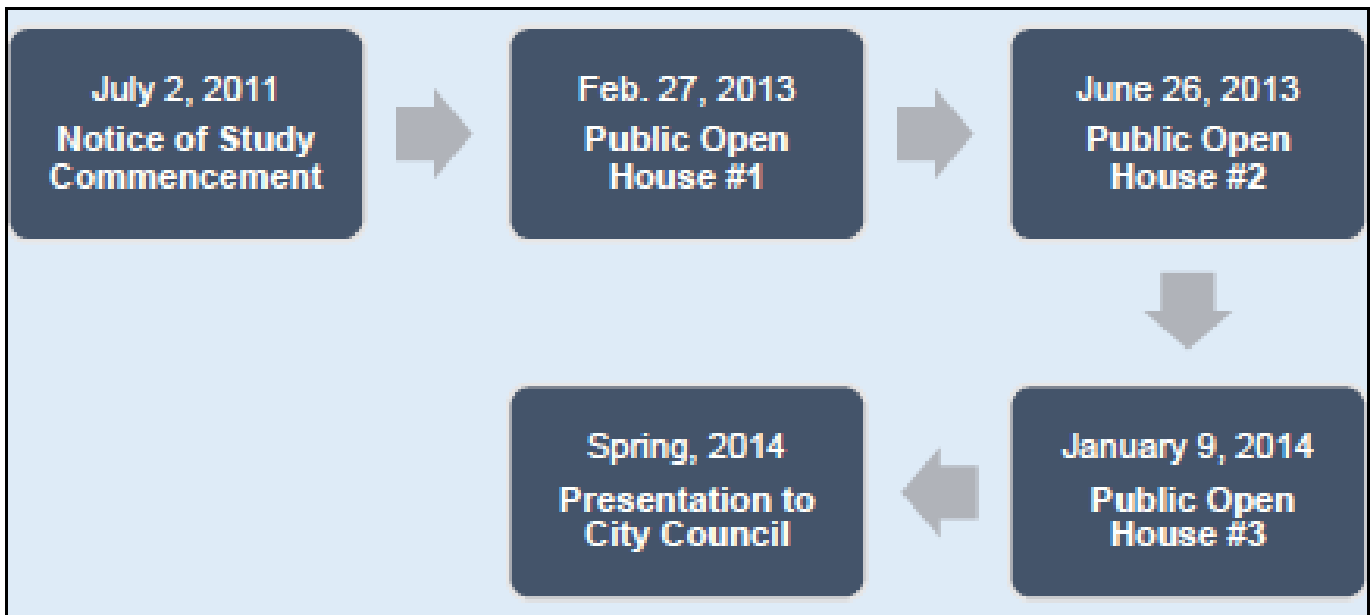 July 2, 2011
Notice of Study
Commencement
Feb. 27, 2013
Public Open
House #1
June 26, 2013
Public Open
House #2
January 9, 2014
Public Open
House #3
Spring, 2014
Presentation to
City Council